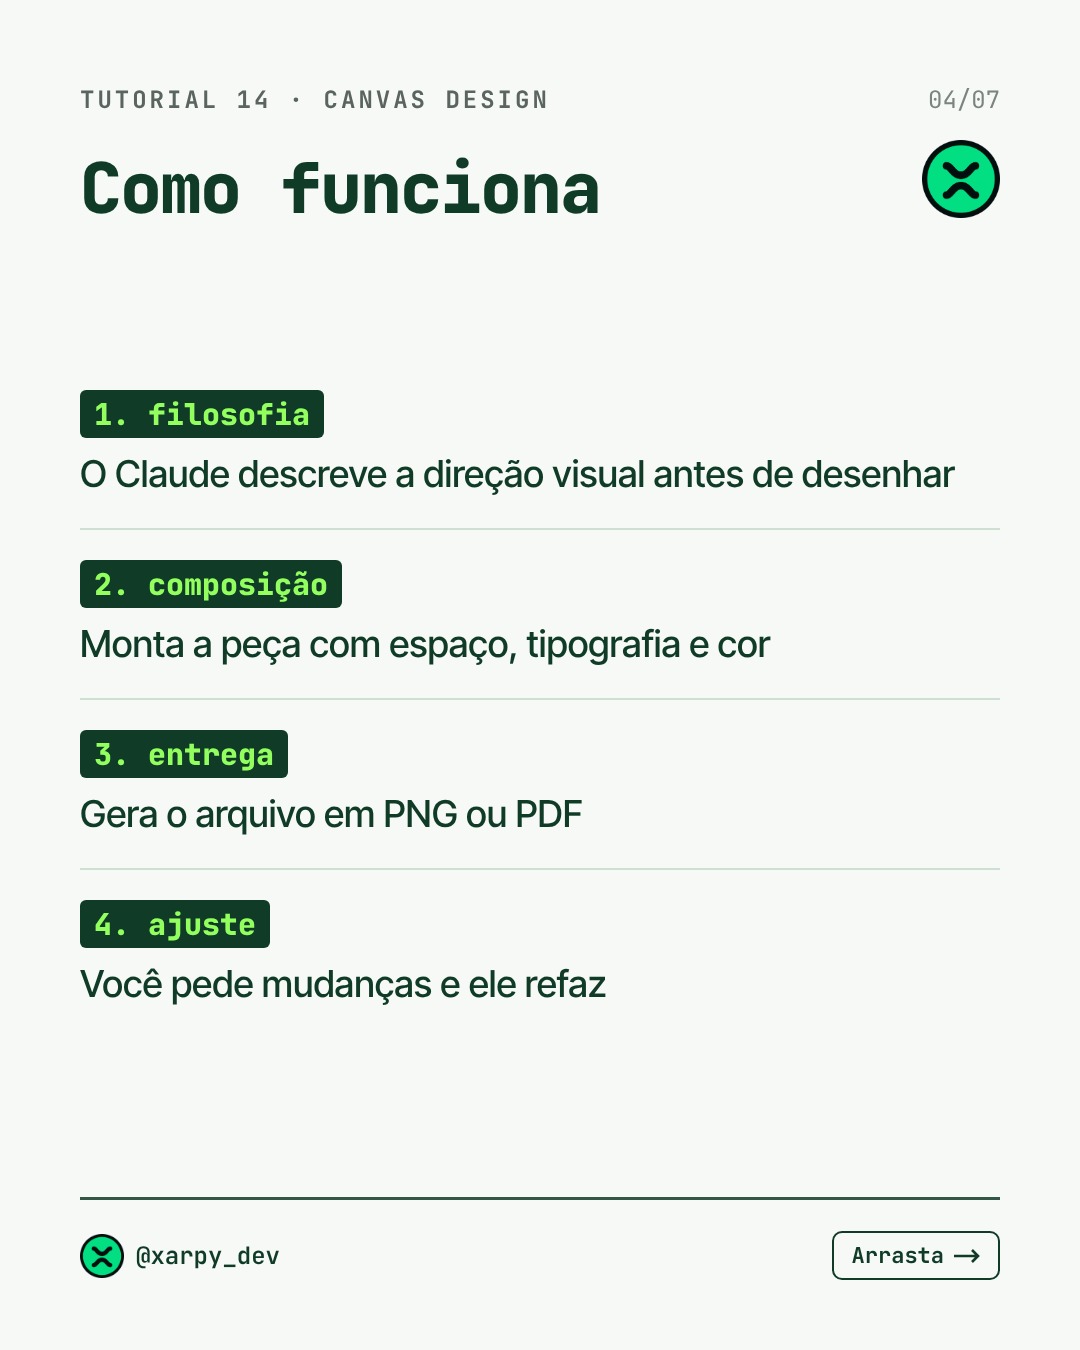 TUTORIAL 14 · CANVAS DESIGN
04/07
Como funciona
1. filosofia
O Claude descreve a direção visual antes de desenhar
2. composição
Monta a peça com espaço, tipografia e cor
3. entrega
Gera o arquivo em PNG ou PDF
4. ajuste
Você pede mudanças e ele refaz
@xarpy_dev
Arrasta →